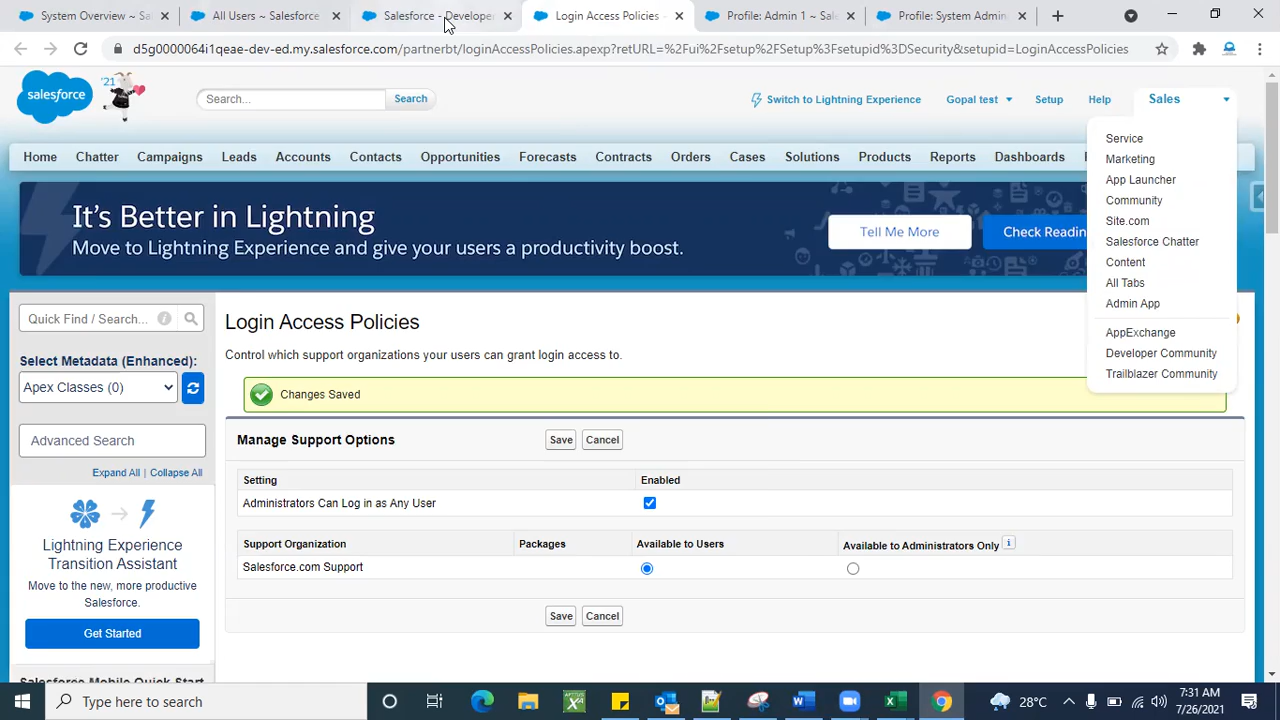 System Overview ~ Sa
All Users ~ Salesforce
Salesforce - Developer
Login Access Policies
Profile: Admin 1 ~ Sal
Profile: System Admin
d5g0000064i1qeae-dev-ed.my.salesforce.com/partnerbt/loginAccessPolicies.apexp?retURL=%2Fui%2Fsetup%2FSetup%3Fsetupid%3DSecurity&setupid=LoginAccessPolicies
salesforce
'21
Search...
Search
Switch to Lightning Experience
Gopal test
Setup
Help
Sales
Home
Chatter
Campaigns
Leads
Accounts
Contacts
Opportunities
Forecasts
Contracts
Orders
Cases
Solutions
Products
Reports
Dashboards
Service
Marketing
App Launcher
Community
Site.com
Salesforce Chatter
Content
All Tabs
Admin App
AppExchange
Developer Community
Trailblazer Community
It's Better in Lightning
Move to Lightning Experience and give your users a productivity boost.
Tell Me More
Check Readin
Quick Find / Search...
Select Metadata (Enhanced):
Apex Classes (0)
Advanced Search
Expand All | Collapse All
Lightning Experience
Transition Assistant
Move to the new, more productive
Salesforce.
Get Started
Salesforce Mobile Quick Start
Login Access Policies
Control which support organizations your users can grant login access to.
Changes Saved
Manage Support Options
Save
Cancel
Setting
Enabled
Administrators Can Log in as Any User
Support Organization
Packages
Available to Users
Available to Administrators Only
Salesforce.com Support
Save
Cancel
Type here to search
28°C
7:31 AM
7/26/2021